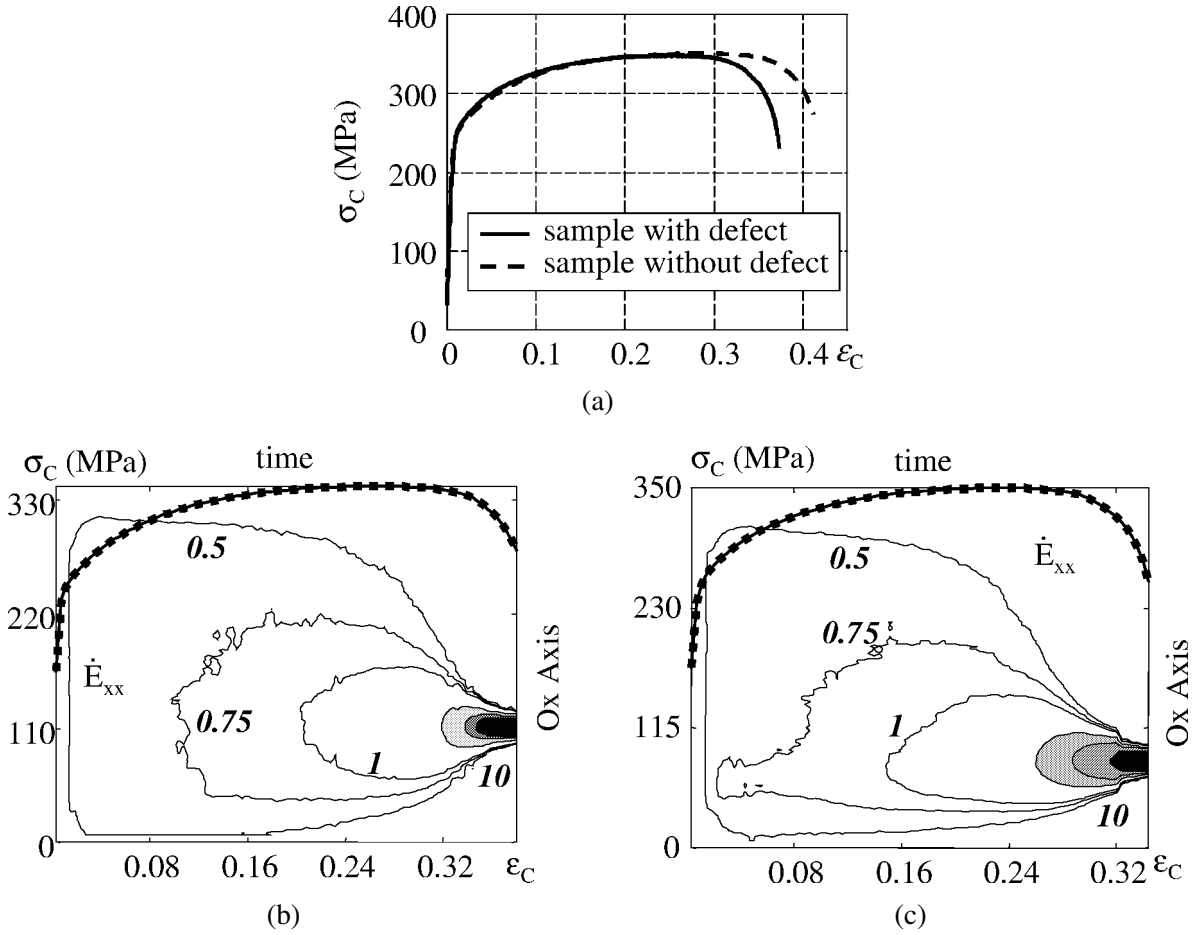 400
300
200
100
0
σC (MPa)
sample with defect
sample without defect
0 0.1 0.2 0.3 0.4 εC
(a)
σC (MPa) time
330
220
110
0
0.5
Ėxx
0.75
1
10
Ox Axis
0.08 0.16 0.24 0.32 εC
(b)
σC (MPa) time
350
230
115
0
0.5
Ėxx
0.75
1
10
Ox Axis
0.08 0.16 0.24 0.32 εC
(c)